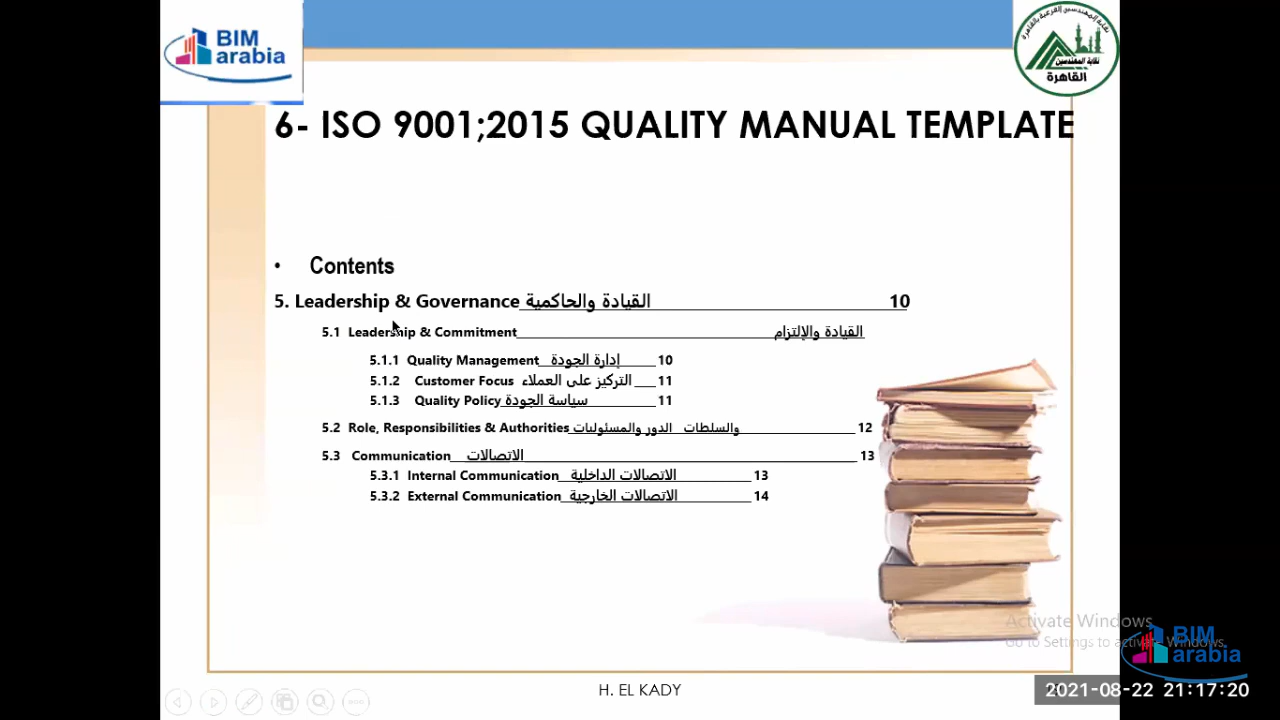 BIM
arabia
نقابة المهندسين الفرعية بالقاهرة
نقابة المهندسين
القاهرة
6- ISO 9001;2015 QUALITY MANUAL TEMPLATE
• Contents
5. Leadership & Governance القيادة والحاكمية 10
5.1 Leadership & Commitment القيادة والإلتزام
5.1.1 Quality Management إدارة الجودة 10
5.1.2 Customer Focus التركيز على العملاء 11
5.1.3 Quality Policy سياسة الجودة 11
5.2 Role, Responsibilities & Authorities والسلطات الدور والمسئوليات 12
5.3 Communication الاتصالات 13
5.3.1 Internal Communication الاتصالات الداخلية 13
5.3.2 External Communication الاتصالات الخارجية 14
Activate Windows
Go to Settings to activate Windows.
BIM
arabia
H. EL KADY
2021-08-22 21:17:20